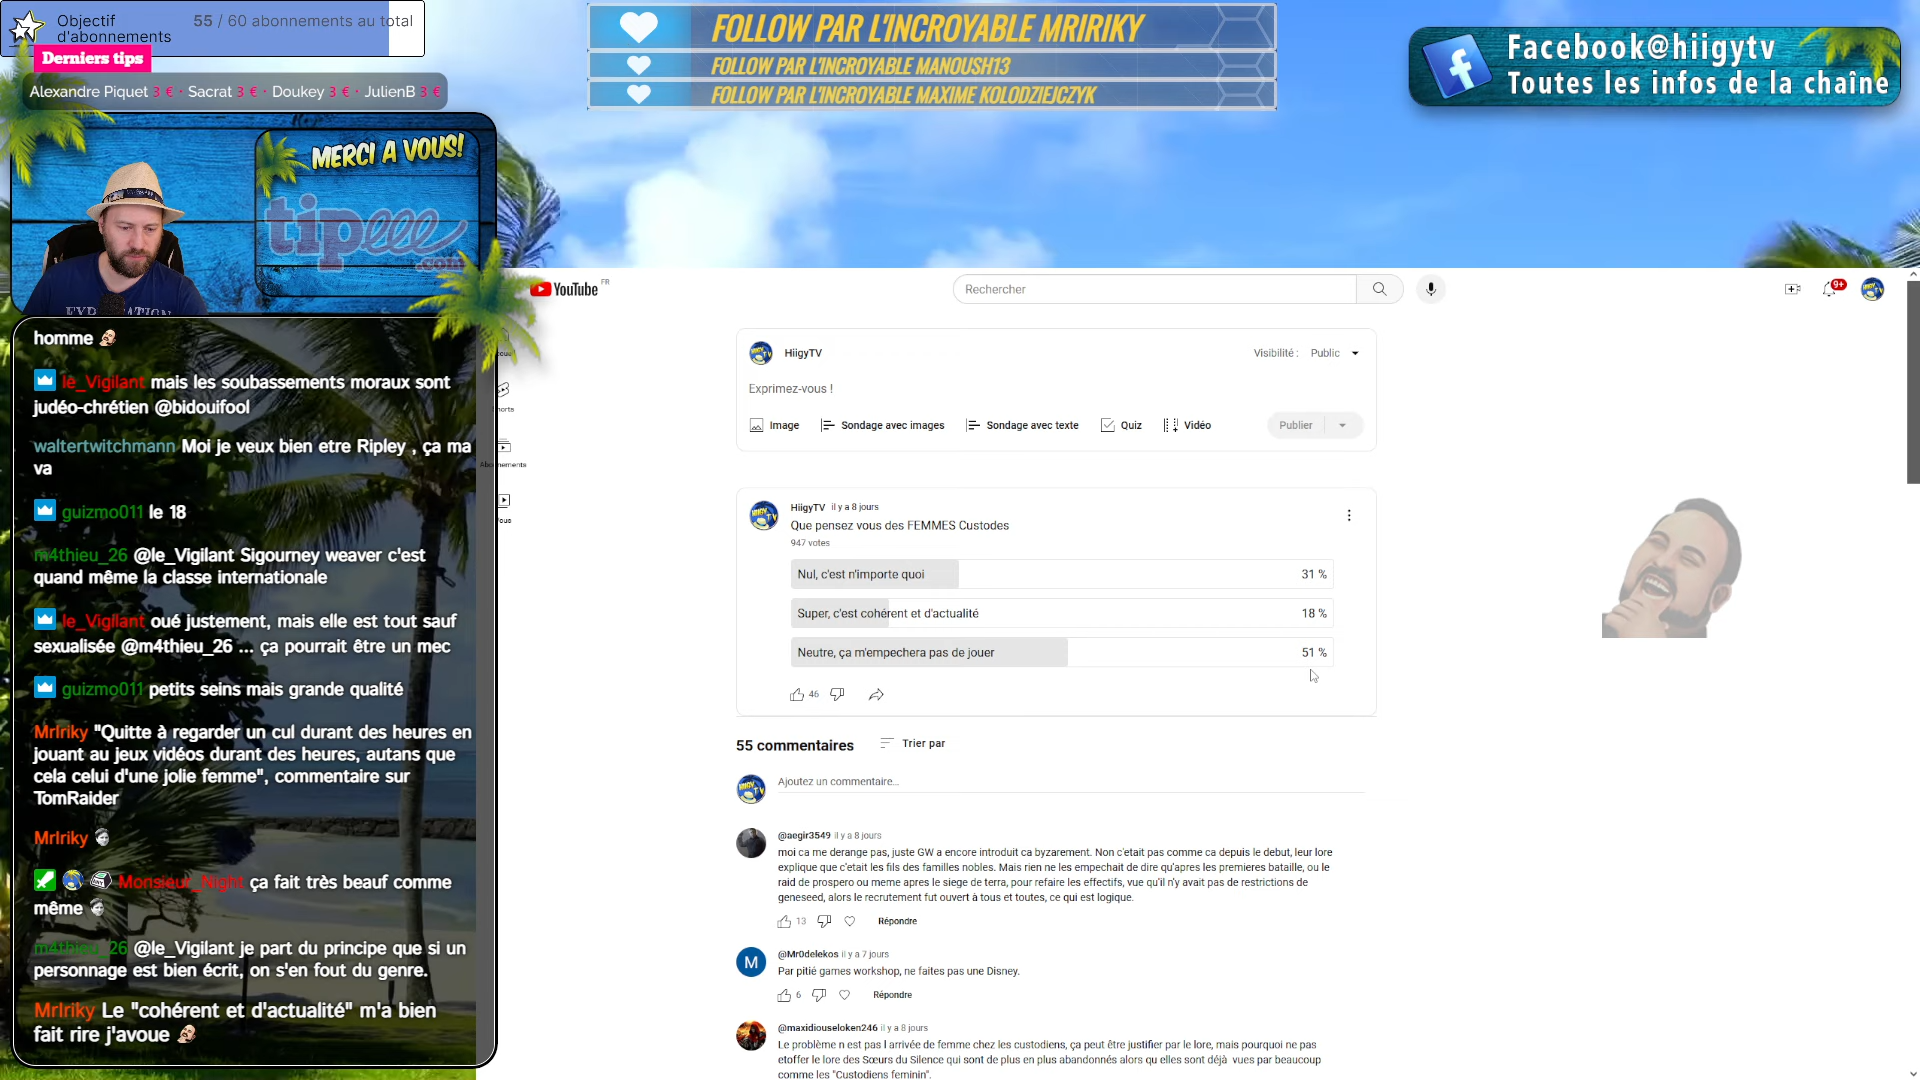 Objectif
d'abonnements
55 / 60 abonnements au total
Derniers tips
Alexandre Piquet 3 € · Sacrat 3 € · Doukey 3 € · JulienB 3 €
FOLLOW PAR L'INCROYABLE MRIRIKY
FOLLOW PAR L'INCROYABLE MANOUSH13
FOLLOW PAR L'INCROYABLE MAXIME KOLODZIEJCZYK
Facebook@hiigytv
Toutes les infos de la chaîne
MERCI A VOUS!
tipeee
.com
homme
le_Vigilant mais les soubassements moraux sont
judéo-chrétien @bidouifool
waltertwitchmann Moi je veux bien etre Ripley , ça ma
va
guizmo011 le 18
m4thieu_26 @le_Vigilant Sigourney weaver c'est
quand même la classe internationale
le_Vigilant oué justement, mais elle est tout sauf
sexualisée @m4thieu_26 ... ça pourrait être un mec
guizmo011 petits seins mais grande qualité
MrIriky "Quitte à regarder un cul durant des heures en
jouant au jeux vidéos durant des heures, autans que
cela celui d'une jolie femme", commentaire sur
TomRaider
MrIriky
Monsieur_Night ça fait très beauf comme
même
m4thieu_26 @le_Vigilant je part du principe que si un
personnage est bien écrit, on s'en fout du genre.
MrIriky Le "cohérent et d'actualité" m'a bien
fait rire j'avoue
YouTube FR
Rechercher
9+
HiigyTV
Visibilité : Public
Exprimez-vous !
Image
Sondage avec images
Sondage avec texte
Quiz
Vidéo
Publier
HiigyTV il y a 8 jours
Que pensez vous des FEMMES Custodes
947 votes
Nul, c'est n'importe quoi 31 %
Super, c'est cohérent et d'actualité 18 %
Neutre, ça m'empechera pas de jouer 51 %
46
55 commentaires
Trier par
Ajoutez un commentaire...
@aegir3549 il y a 8 jours
moi ca me derange pas, juste GW a encore introduit ca byzarement. Non c'etait pas comme ca depuis le debut, leur lore
explique que c'etait les fils des familles nobles. Mais rien ne les empechait de dire qu'apres les premieres bataille, ou le
raid de prospero ou meme apres le siege de terra, pour refaire les effectifs, vue qu'il n'y avait pas de restrictions de
geneseed, alors le recrutement fut ouvert à tous et toutes, ce qui est logique.
13
Répondre
@Mr0delekos il y a 7 jours
Par pitié games workshop, ne faites pas une Disney.
6
Répondre
@maxidiouseloken246 il y a 8 jours
Le problème n est pas l arrivée de femme chez les custodiens, ça peut être justifier par le lore, mais pourquoi ne pas
etoffer le lore des Sœurs du Silence qui sont de plus en plus abandonnés alors qu elles sont déjà vues par beaucoup
comme les "Custodiens feminin".